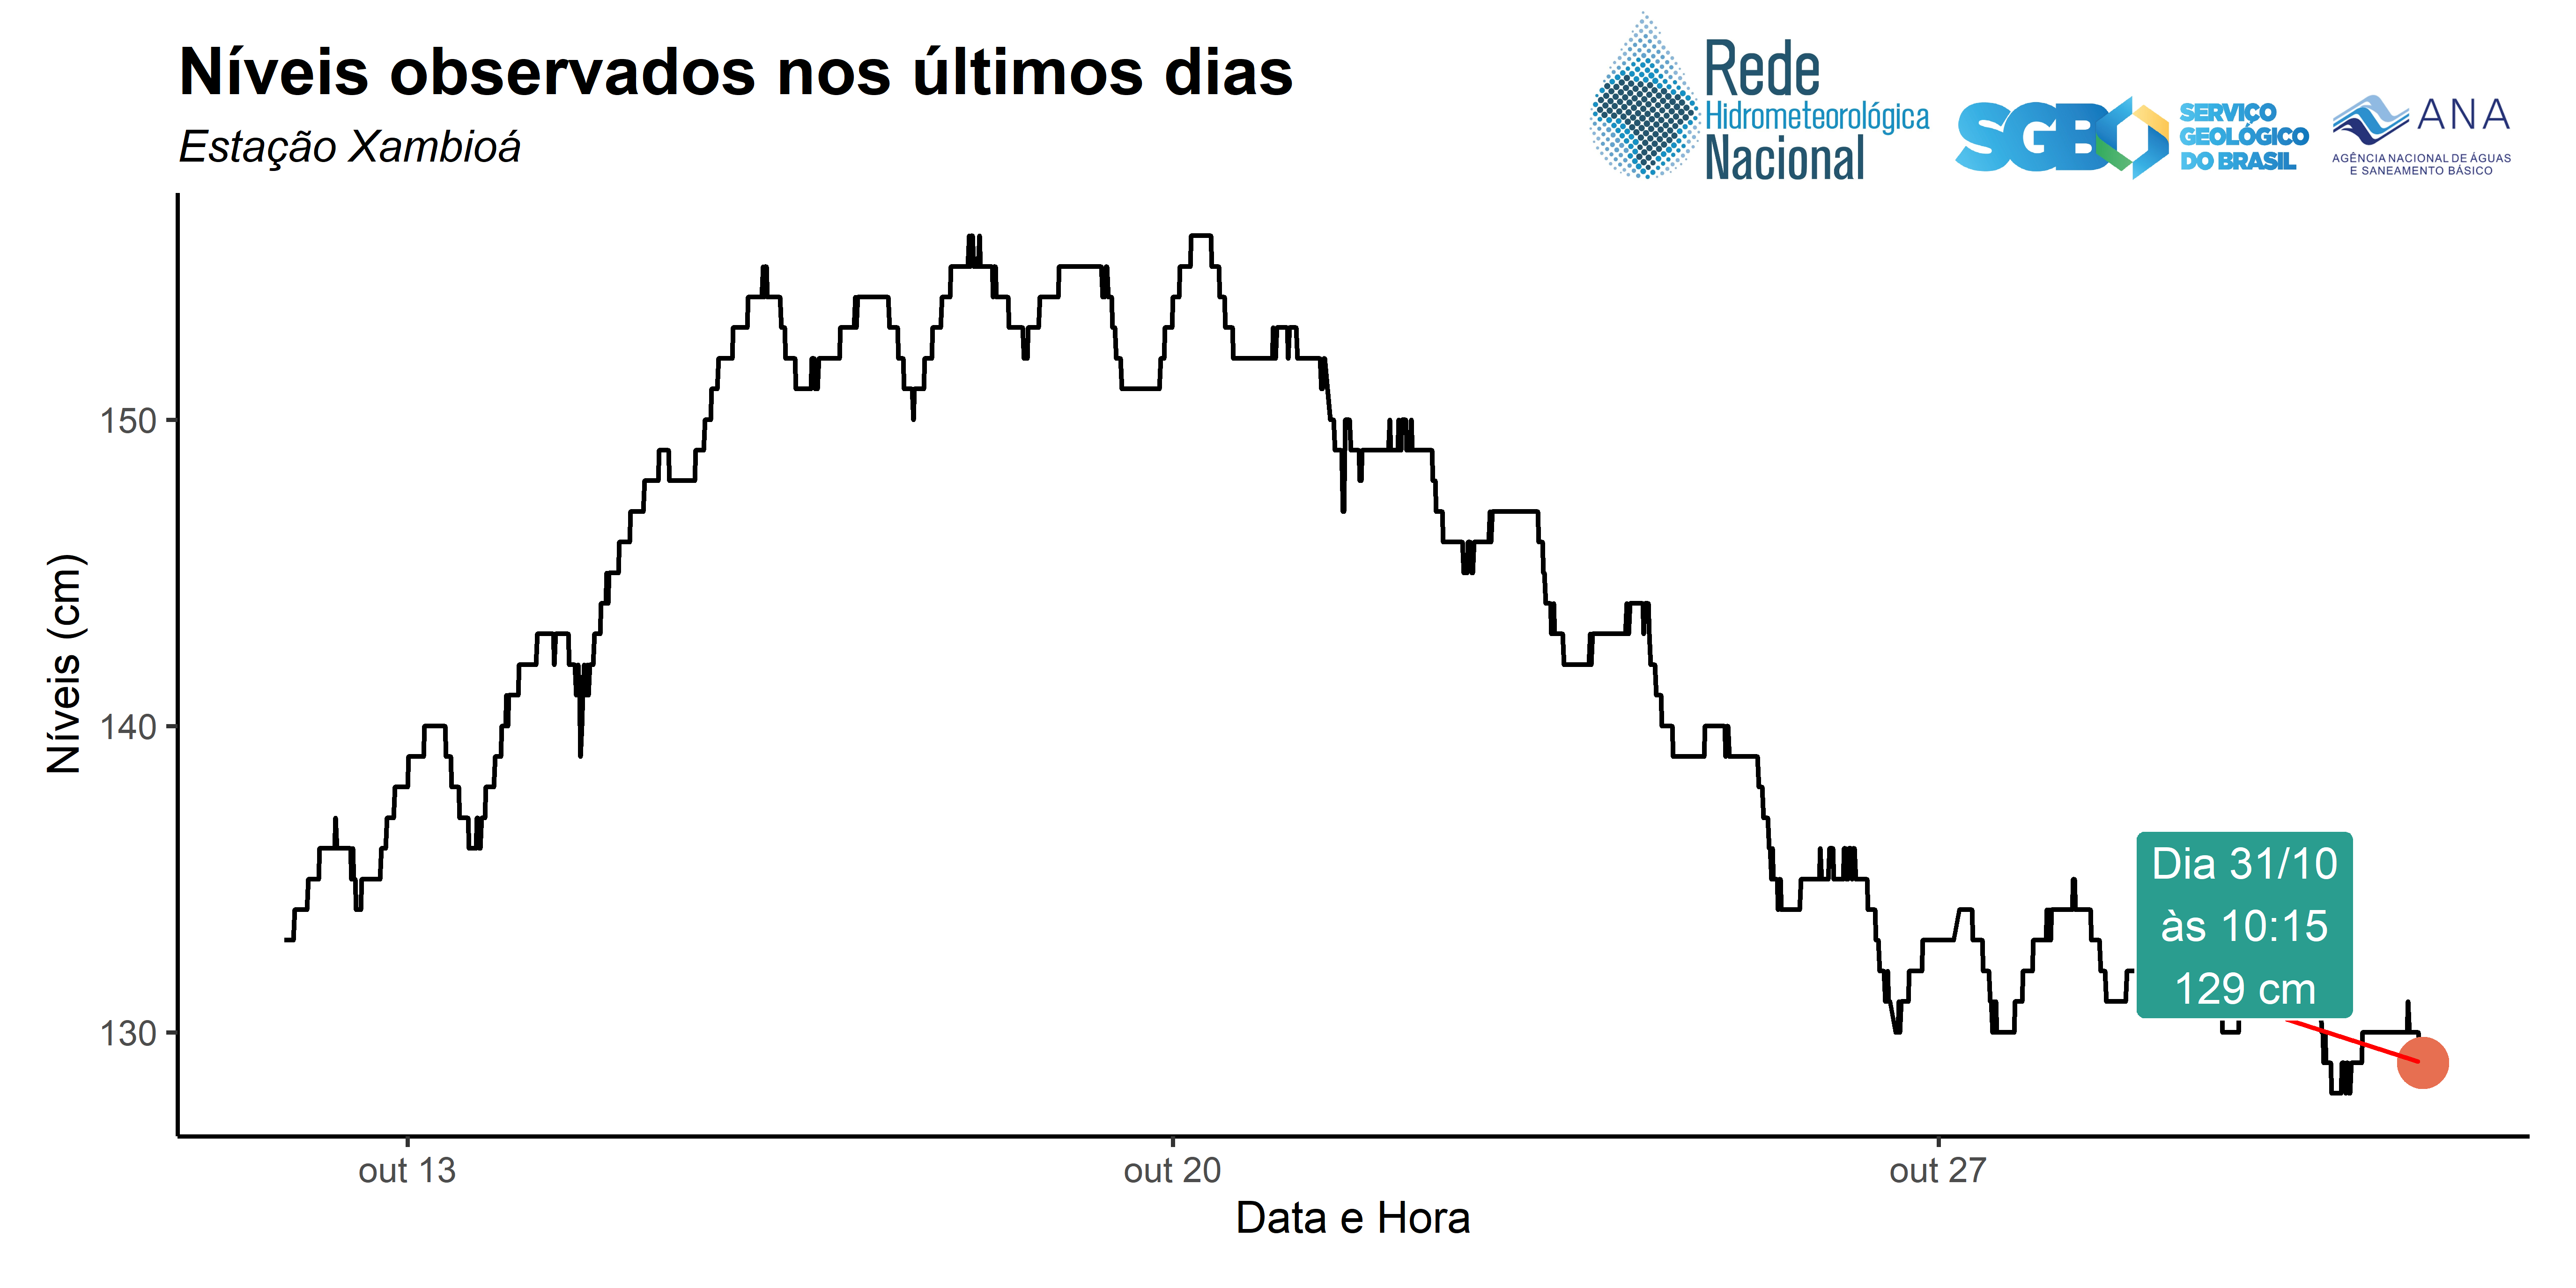 Níveis observados nos últimos dias
Estação Xambioá
Rede
Hidrometeorológica
Nacional
SGB
SERVIÇO
GEOLÓGICO
DO BRASIL
ANA
AGÊNCIA NACIONAL DE ÁGUAS
E SANEAMENTO BÁSICO
Níveis (cm)
150
140
130
Dia 31/10
às 10:15
129 cm
out 13
out 20
out 27
Data e Hora